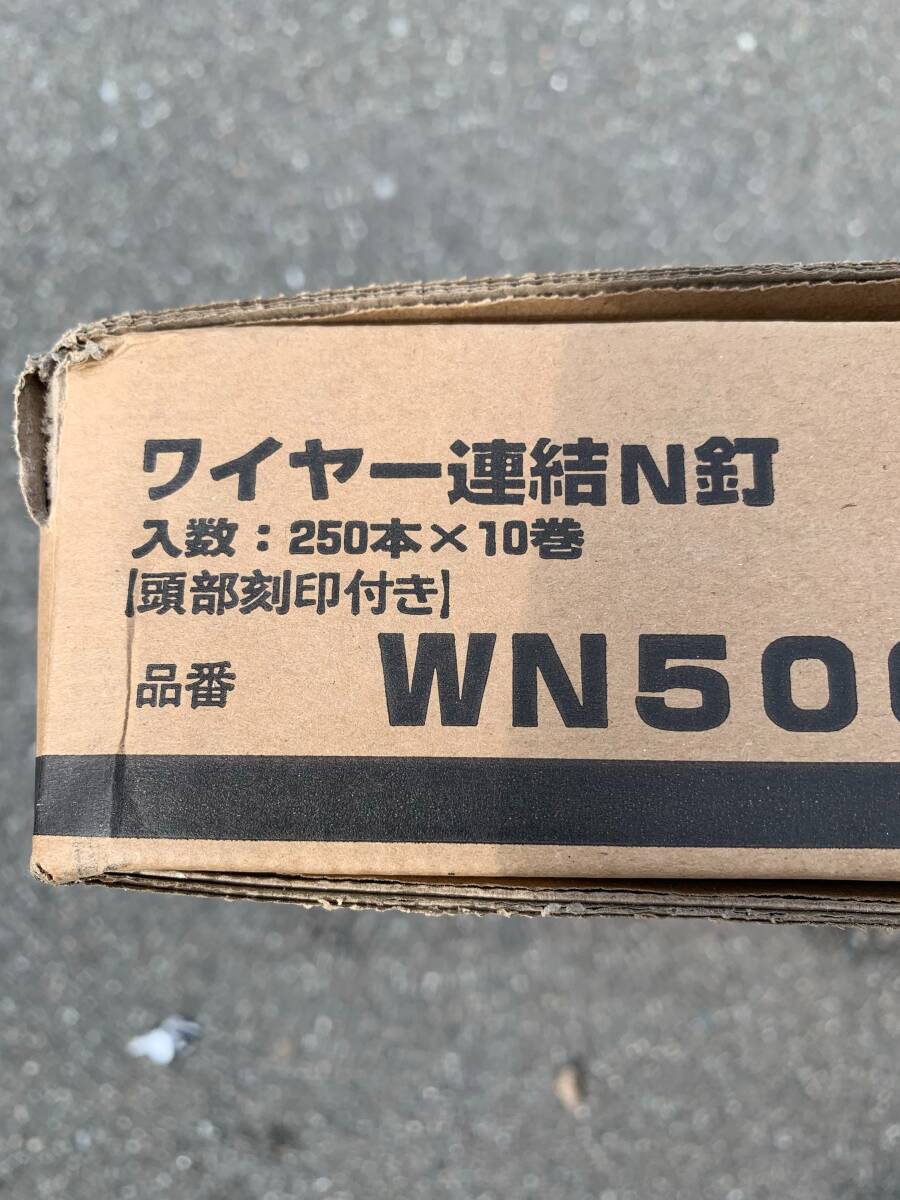 ワイヤー連結N釘
入数：250本×10巻
[頭部刻印付き]
品番 WN50